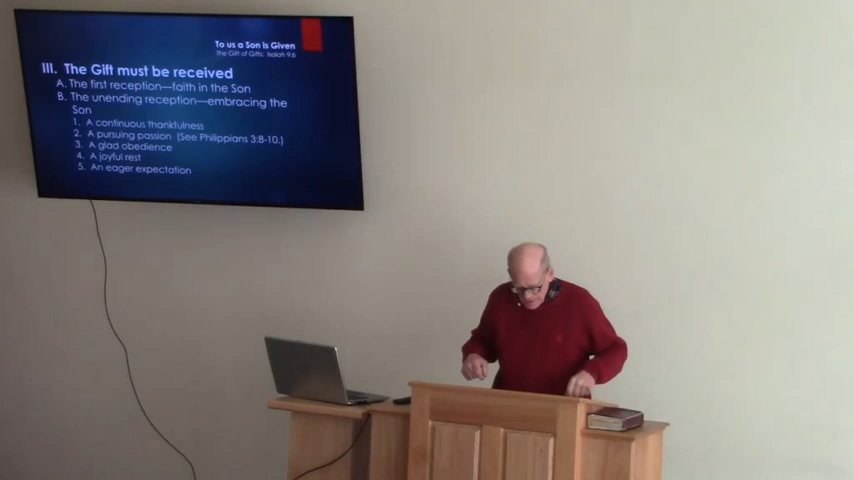 To us a Son is Given
The Gift of Gifts: Isaiah 9:6
III. The Gift must be received
A. The first reception—faith in the Son
B. The unending reception—embracing the
Son
1. A continuous thankfulness
2. A pursuing passion (See Philippians 3:8-10.)
3. A glad obedience
4. A joyful rest
5. An eager expectation